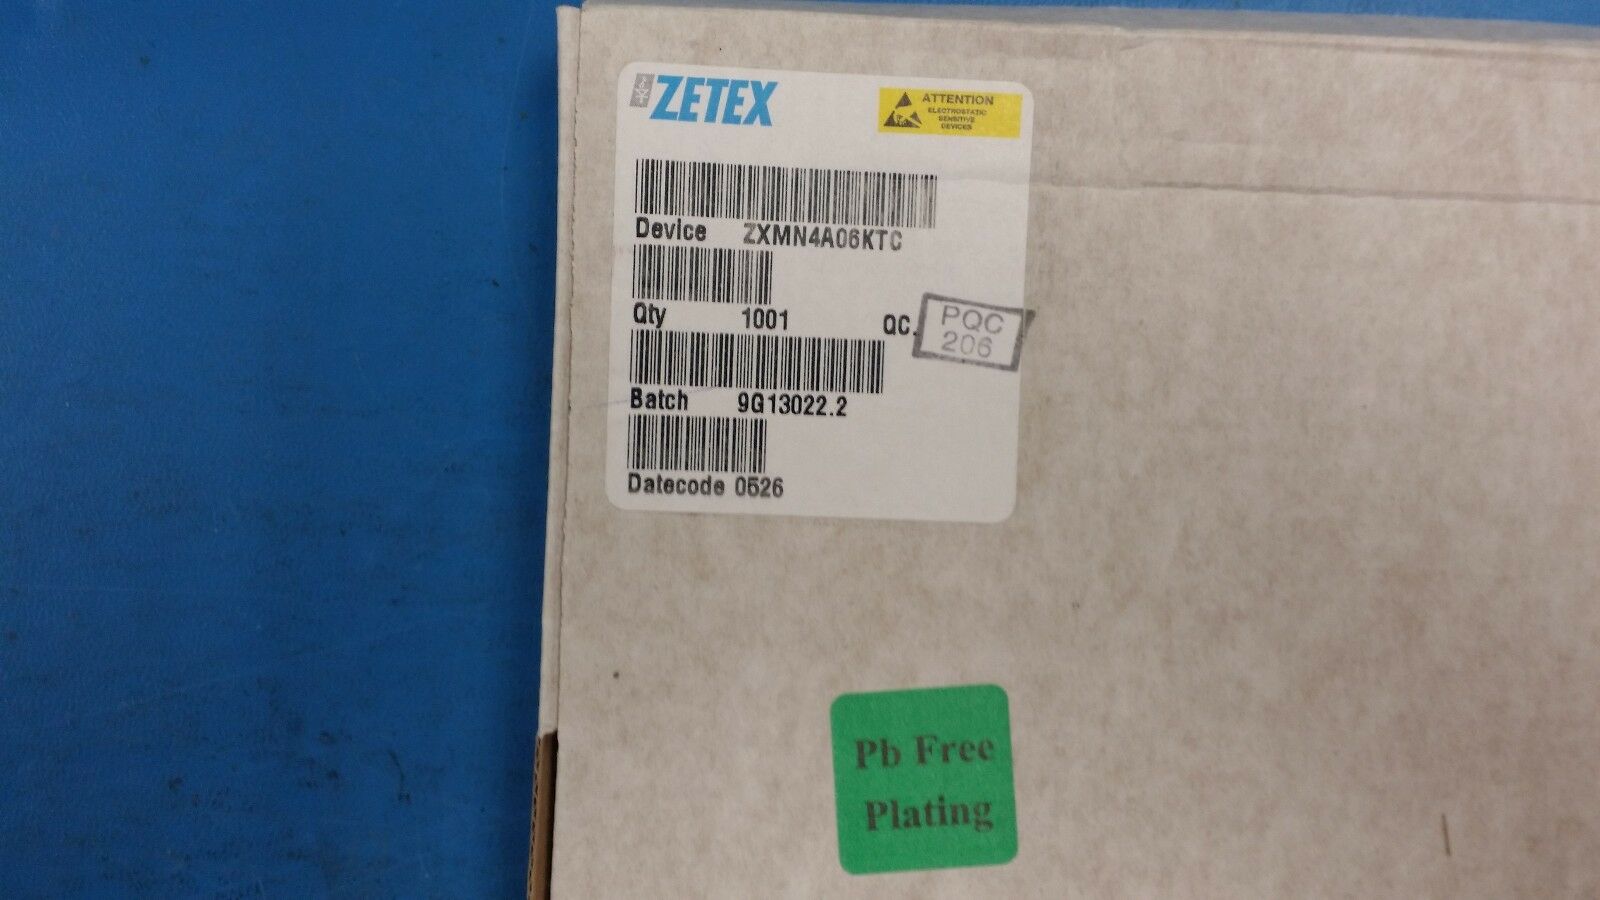 ZETEX
ATTENTION
ELECTROSTATIC
SENSITIVE
DEVICES
Device ZXMN4A06KTC
Qty 1001 QC.
PQC
206
Batch 9G13022.2
Datecode 0526
Pb Free
Plating